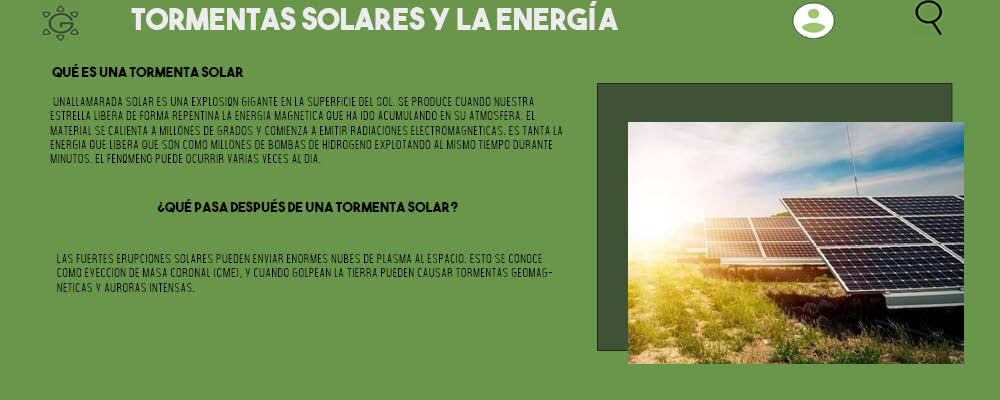 G
TORMENTAS SOLARES Y LA ENERGÍA
QUÉ ES UNA TORMENTA SOLAR
UNALLAMARADA SOLAR ES UNA EXPLOSION GIGANTE EN LA SUPERFICIE DEL SOL. SE PRODUCE CUANDO NUESTRA
ESTRELLA LIBERA DE FORMA REPENTINA LA ENERGIA MAGNETICA QUE HA IDO ACUMULANDO EN SU ATMOSFERA. EL
MATERIAL SE CALIENTA A MILLONES DE GRADOS Y COMIENZA A EMITIR RADIACIONES ELECTROMAGNETICAS. ES TANTA LA
ENERGIA QUE LIBERA QUE SON COMO MILLONES DE BOMBAS DE HIDROGENO EXPLOTANDO AL MISMO TIEMPO DURANTE
MINUTOS. EL FENOMENO PUEDE OCURRIR VARIAS VECES AL DIA.
¿QUÉ PASA DESPUÉS DE UNA TORMENTA SOLAR?
LAS FUERTES ERUPCIONES SOLARES PUEDEN ENVIAR ENORMES NUBES DE PLASMA AL ESPACIO. ESTO SE CONOCE
COMO EYECCION DE MASA CORONAL (CME), Y CUANDO GOLPEAN LA TIERRA PUEDEN CAUSAR TORMENTAS GEOMAG-
NETICAS Y AURORAS INTENSAS.